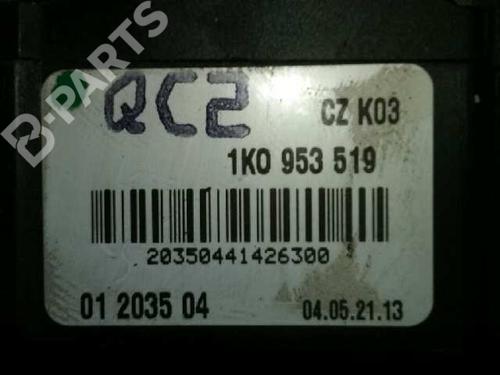 B-PARTS
QC2
CZ K03
1K0 953 519
20350441426300
01 2035 04
04.05.21.13